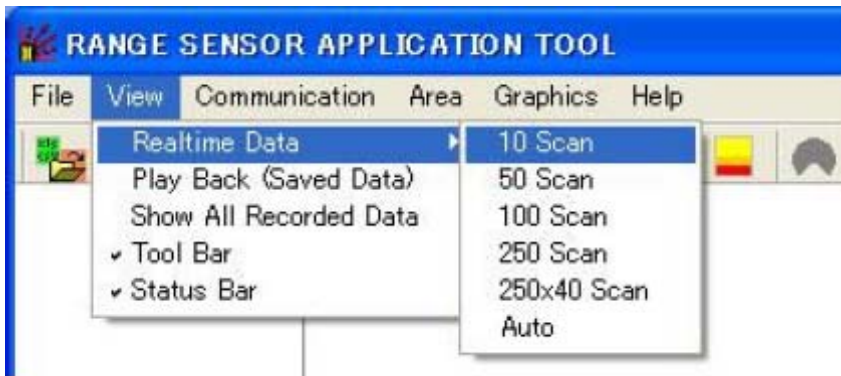 RANGE SENSOR APPLICATION TOOL
File View Communication Area Graphics Help
Realtime Data
Play Back (Saved Data)
Show All Recorded Data
Tool Bar
Status Bar
10 Scan
50 Scan
100 Scan
250 Scan
250x40 Scan
Auto